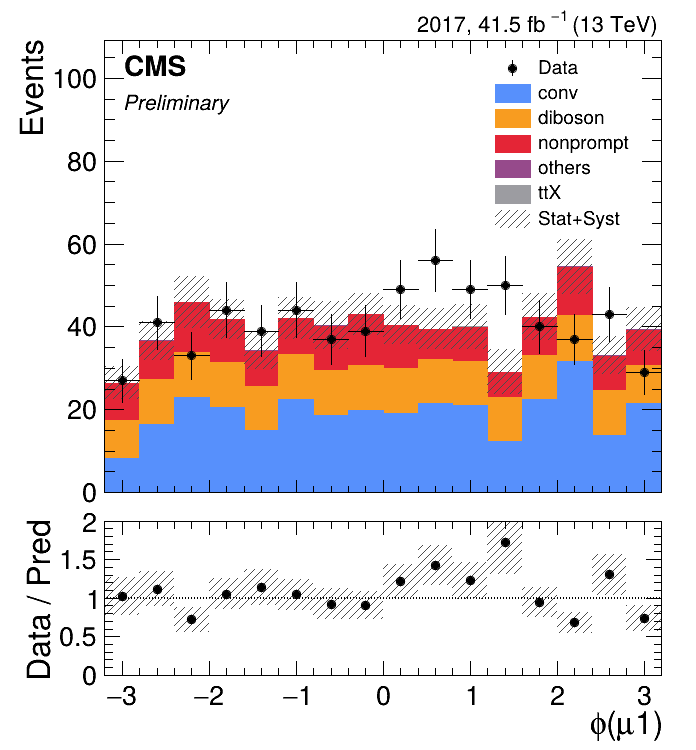 2017, 41.5 fb⁻¹ (13 TeV)
CMS
Preliminary
Data
conv
diboson
nonprompt
others
ttX
Stat+Syst
Events
100
80
60
40
20
0
Data / Pred
2
1.5
1
0.5
0
−3 −2 −1 0 1 2 3
ϕ(μ1)